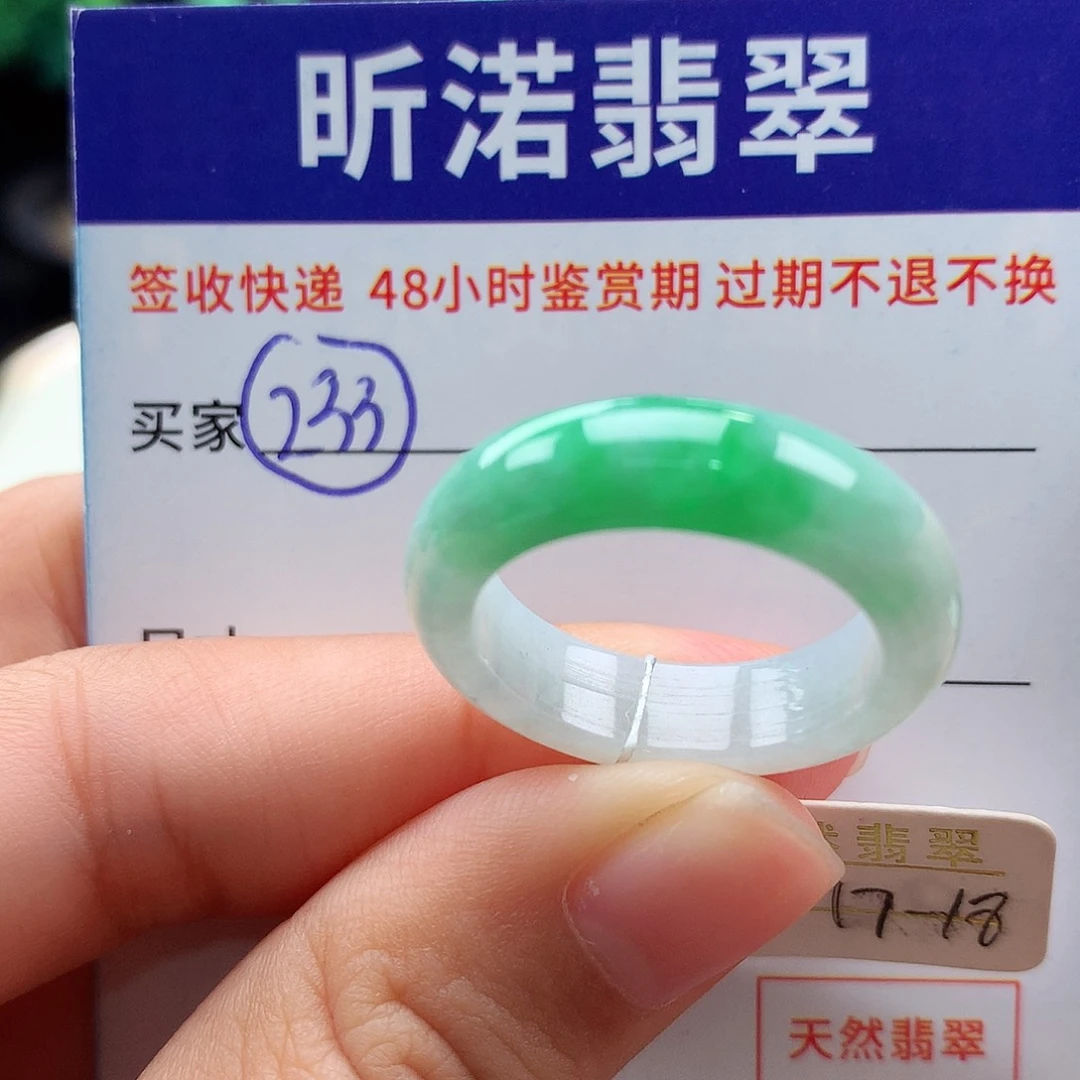 昕渃翡翠
签收快递 48小时鉴赏期 过期不退不换
买家 233
翡翠
17-18
天然翡翠